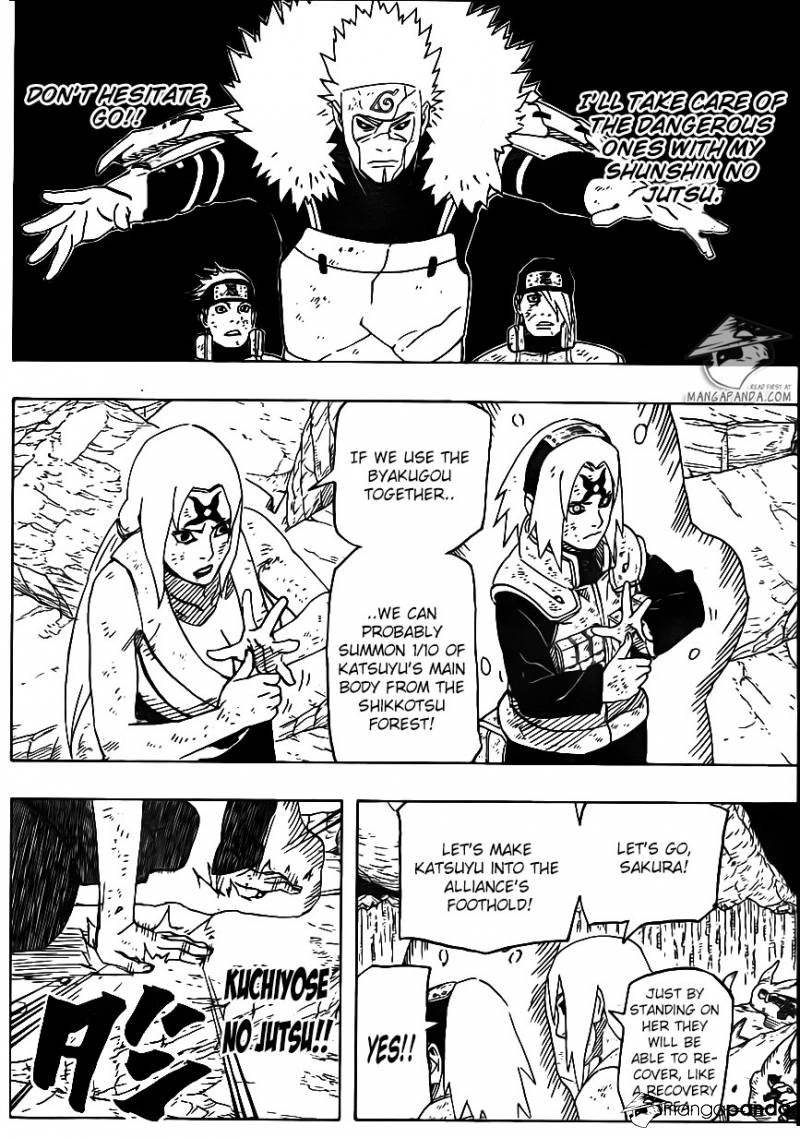 I'LL TAKE CARE OF
THE DANGEROUS
ONES WITH MY
SHUNSHIN NO
JUTSU.
DON'T HESITATE,
GO!!
READ FIRST AT
MANGAPANDA.COM
IF WE USE THE
BYAKUGOU
TOGETHER..
..WE CAN
PROBABLY
SUMMON 1/10 OF
KATSUYU'S MAIN
BODY FROM THE
SHIKKOTSU
FOREST!
LET'S GO,
SAKURA!
LET'S MAKE
KATSUYU INTO THE
ALLIANCE'S
FOOTHOLD!
JUST BY
STANDING ON
HER THEY
WILL BE
ABLE TO RE-
COVER, LIKE
A RECOVERY
YES!!
KUCHIYOSE
NO JUTSU!!
mangapanda